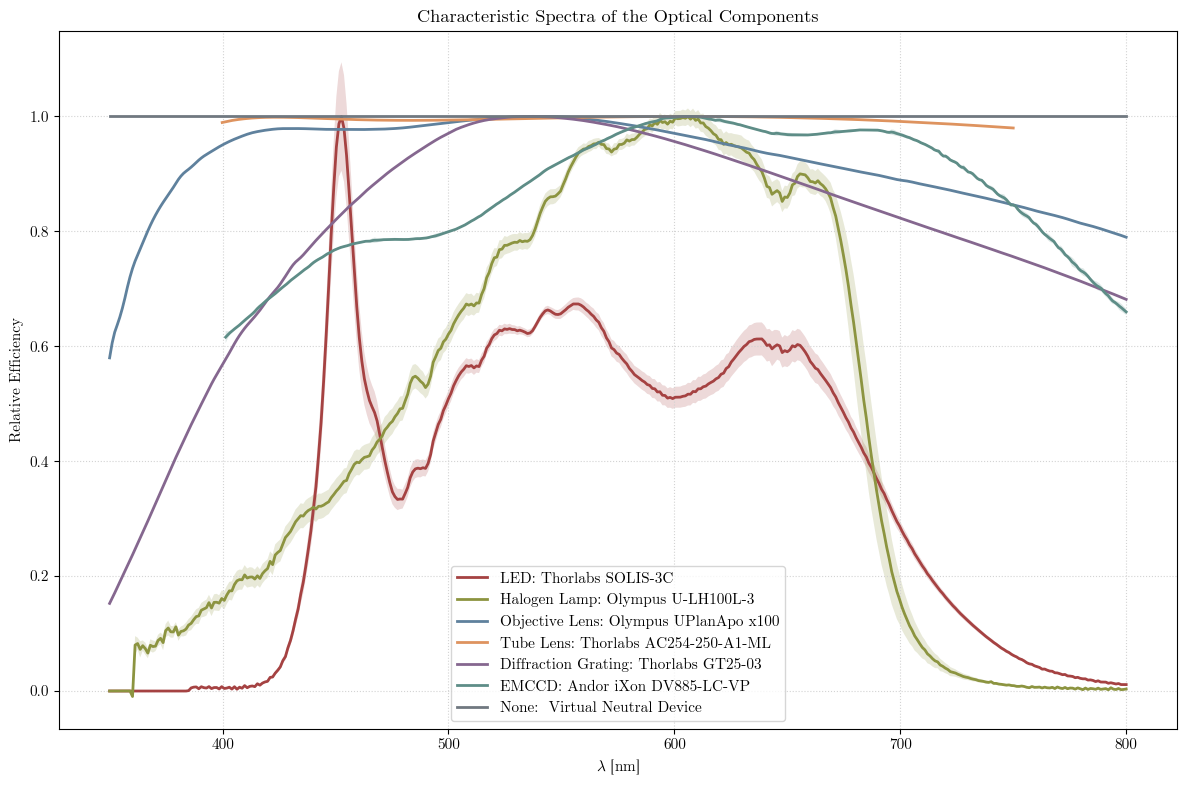 Characteristic Spectra of the Optical Components
Relative Efficiency
1.0
0.8
0.6
0.4
0.2
0.0
LED: Thorlabs SOLIS-3C
Halogen Lamp: Olympus U-LH100L-3
Objective Lens: Olympus UPlanApo x100
Tube Lens: Thorlabs AC254-250-A1-ML
Diffraction Grating: Thorlabs GT25-03
EMCCD: Andor iXon DV885-LC-VP
None: Virtual Neutral Device
400 500 600 700 800
λ [nm]